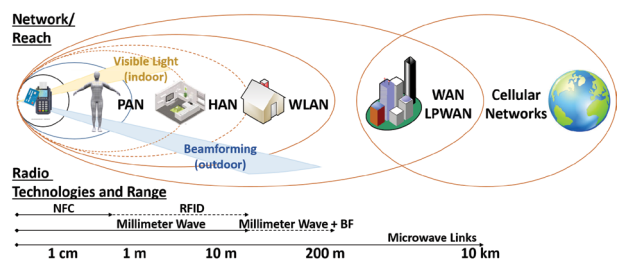 Network/
Reach
Visible Light
(indoor)
PAN
HAN
WLAN
WAN
LPWAN
Cellular
Networks
Beamforming
(outdoor)
Radio
Technologies and Range
NFC
RFID
Millimeter Wave
Millimeter Wave + BF
Microwave Links
1 cm
1 m
10 m
200 m
10 km